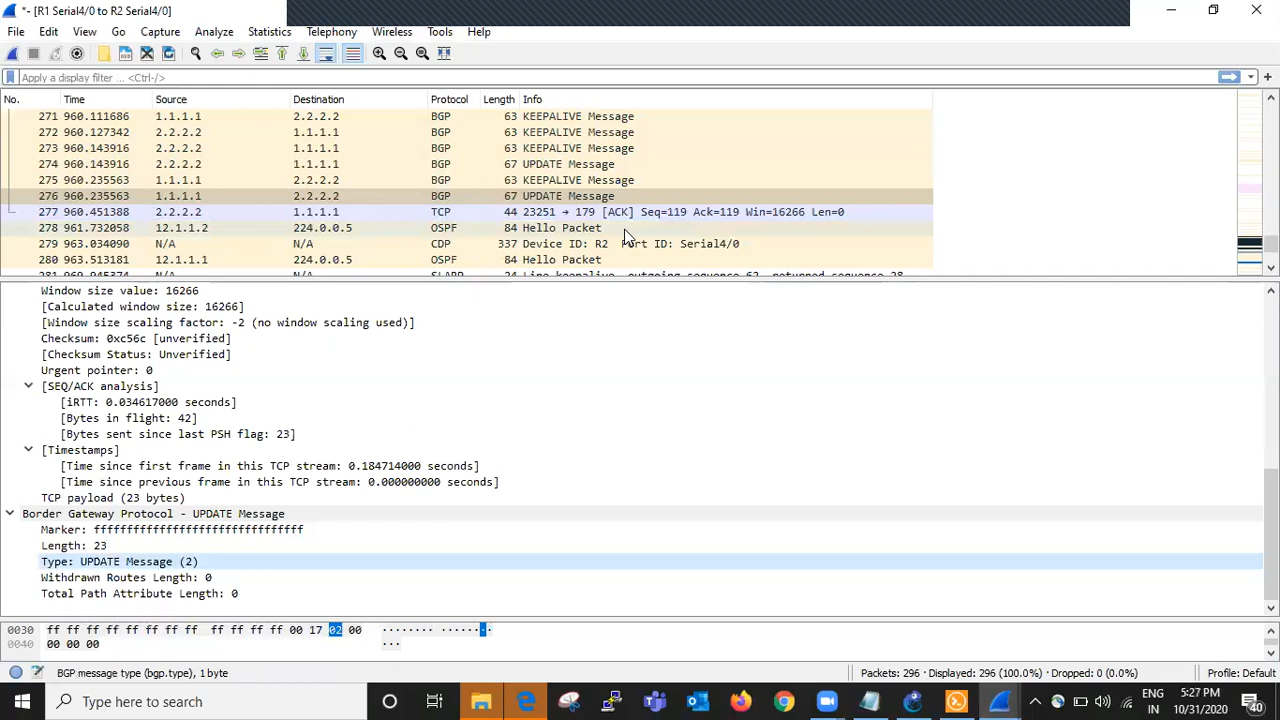 *- [R1 Serial4/0 to R2 Serial4/0]
File Edit View Go Capture Analyze Statistics Telephony Wireless Tools Help
Apply a display filter ... <Ctrl-/>
No. Time Source Destination Protocol Length Info
271 960.111686 1.1.1.1 2.2.2.2 BGP 63 KEEPALIVE Message
272 960.127342 2.2.2.2 1.1.1.1 BGP 63 KEEPALIVE Message
273 960.143916 2.2.2.2 1.1.1.1 BGP 63 KEEPALIVE Message
274 960.143916 2.2.2.2 1.1.1.1 BGP 67 UPDATE Message
275 960.235563 1.1.1.1 2.2.2.2 BGP 63 KEEPALIVE Message
276 960.235563 1.1.1.1 2.2.2.2 BGP 67 UPDATE Message
277 960.451388 2.2.2.2 1.1.1.1 TCP 44 23251 → 179 [ACK] Seq=119 Ack=119 Win=16266 Len=0
278 961.732058 12.1.1.2 224.0.0.5 OSPF 84 Hello Packet
279 963.034090 N/A N/A CDP 337 Device ID: R2 Port ID: Serial4/0
280 963.513181 12.1.1.1 224.0.0.5 OSPF 84 Hello Packet
281 969.945374 N/A N/A SLARP 24 Line keepalive, outgoing sequence 62, returned sequence 28
Window size value: 16266
[Calculated window size: 16266]
[Window size scaling factor: -2 (no window scaling used)]
Checksum: 0xc56c [unverified]
[Checksum Status: Unverified]
Urgent pointer: 0
[SEQ/ACK analysis]
[iRTT: 0.034617000 seconds]
[Bytes in flight: 42]
[Bytes sent since last PSH flag: 23]
[Timestamps]
[Time since first frame in this TCP stream: 0.184714000 seconds]
[Time since previous frame in this TCP stream: 0.000000000 seconds]
TCP payload (23 bytes)
Border Gateway Protocol - UPDATE Message
Marker: ffffffffffffffffffffffffffffffff
Length: 23
Type: UPDATE Message (2)
Withdrawn Routes Length: 0
Total Path Attribute Length: 0
0030 ff ff ff ff ff ff ff ff ff ff ff ff 00 17 02 00 ········ ········
0040 00 00 00 ···
BGP message type (bgp.type), 1 byte Packets: 296 · Displayed: 296 (100.0%) · Dropped: 0 (0.0%) Profile: Default
Type here to search ENG IN 5:27 PM 10/31/2020 40